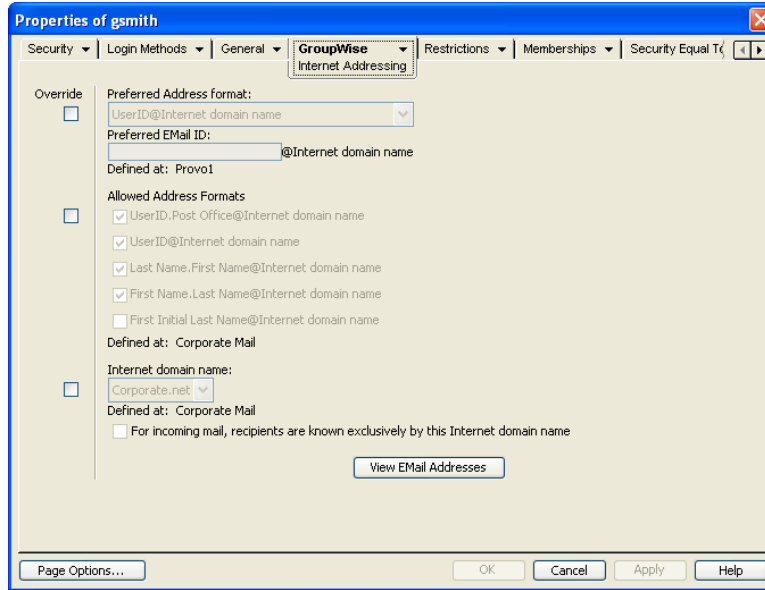 Properties of gsmith
Security Login Methods General GroupWise Restrictions Memberships Security Equal
Internet Addressing
Override Preferred Address format:
UserID@Internet domain name
Preferred EMail ID:
@Internet domain name
Defined at: Provo1
Allowed Address Formats
UserID.Post Office@Internet domain name
UserID@Internet domain name
Last Name.First Name@Internet domain name
First Name.Last Name@Internet domain name
First Initial Last Name@Internet domain name
Defined at: Corporate Mail
Internet domain name:
Corporate.net
Defined at: Corporate Mail
For incoming mail, recipients are known exclusively by this Internet domain name
View EMail Addresses
Page Options... OK Cancel Apply Help